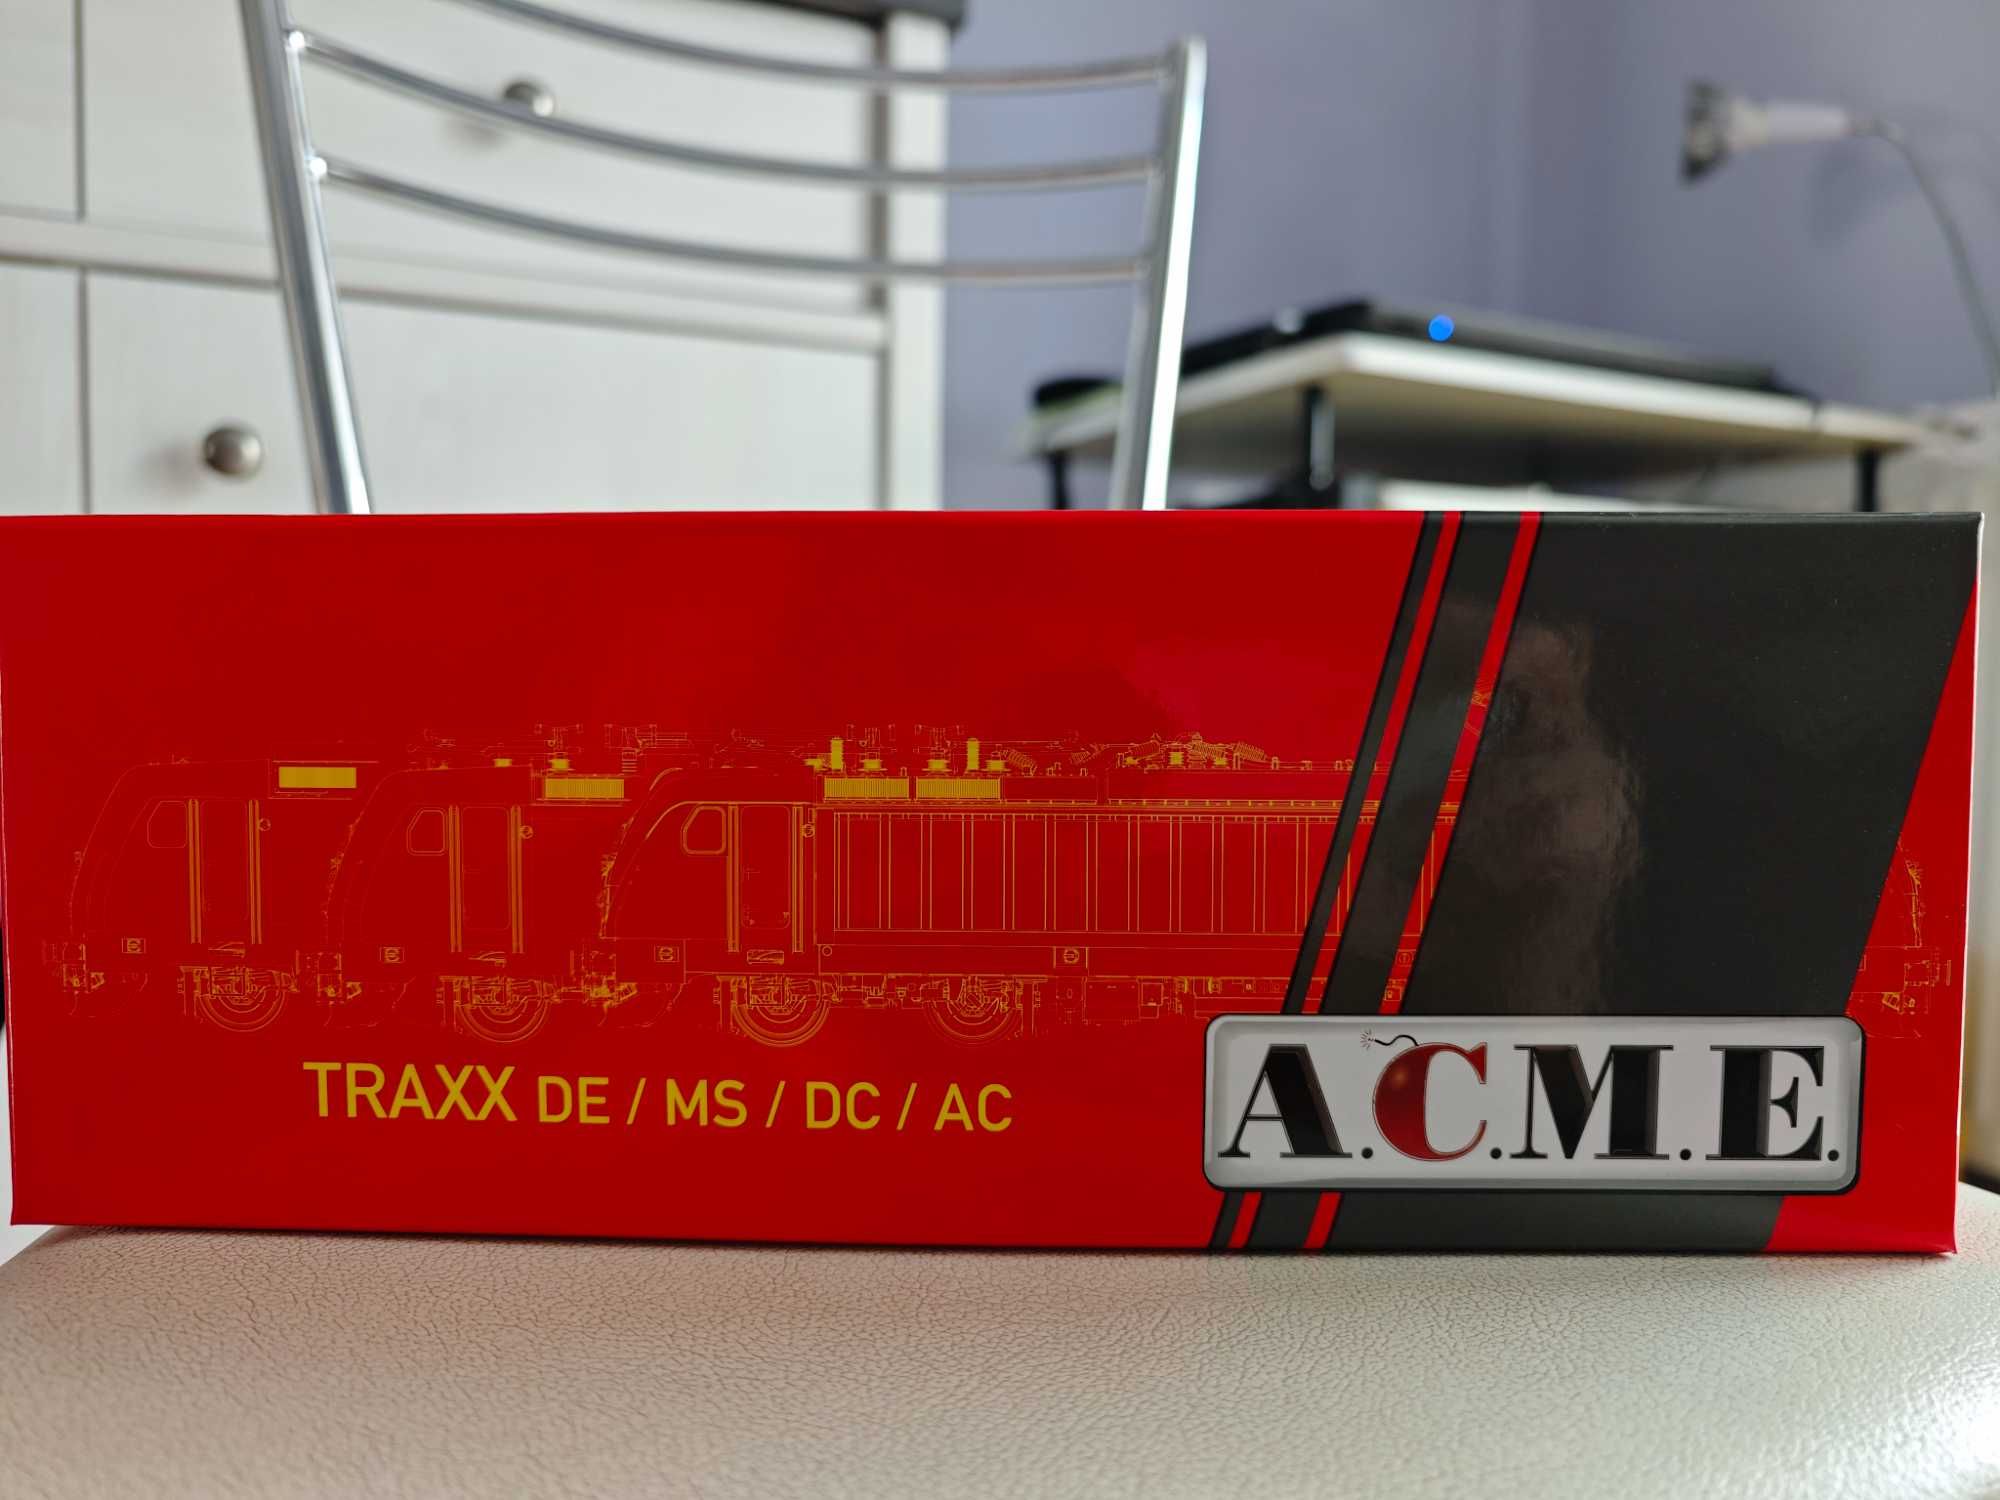 TRAXX DE / MS / DC / AC
A.C.M.E.